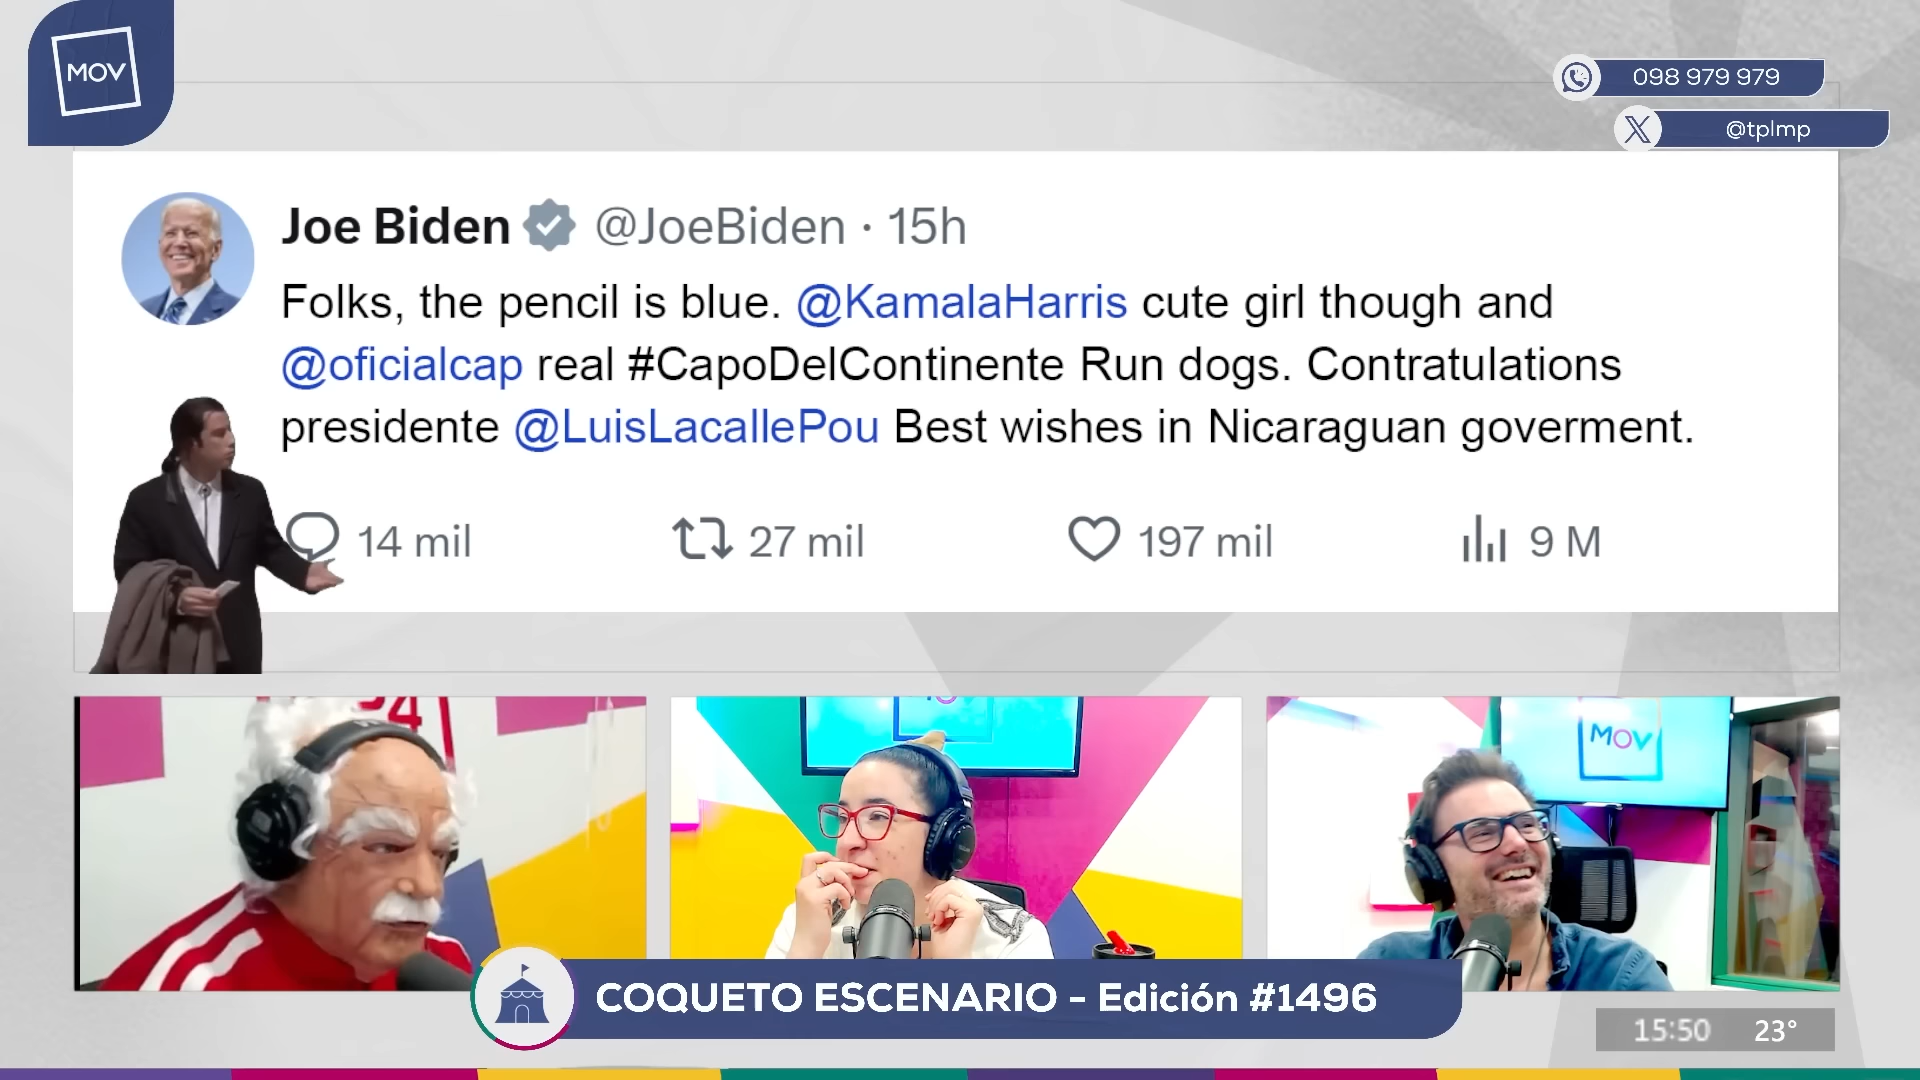 MOV
098 979 979
@tplmp
Joe Biden @JoeBiden · 15h
Folks, the pencil is blue. @KamalaHarris cute girl though and
@oficialcap real #CapoDelContinente Run dogs. Contratulations
presidente @LuisLacallePou Best wishes in Nicaraguan goverment.
14 mil 27 mil 197 mil 9 M
MOV
COQUETO ESCENARIO - Edición #1496
15:50 23°